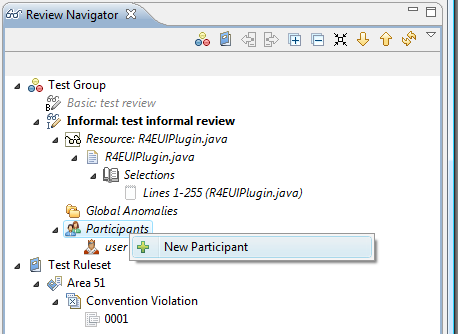 Review Navigator
Test Group
Basic: test review
Informal: test informal review
Resource: R4EUIPlugin.java
R4EUIPlugin.java
Selections
Lines 1-255 (R4EUIPlugin.java)
Global Anomalies
Participants
user
New Participant
Test Ruleset
Area 51
Convention Violation
0001